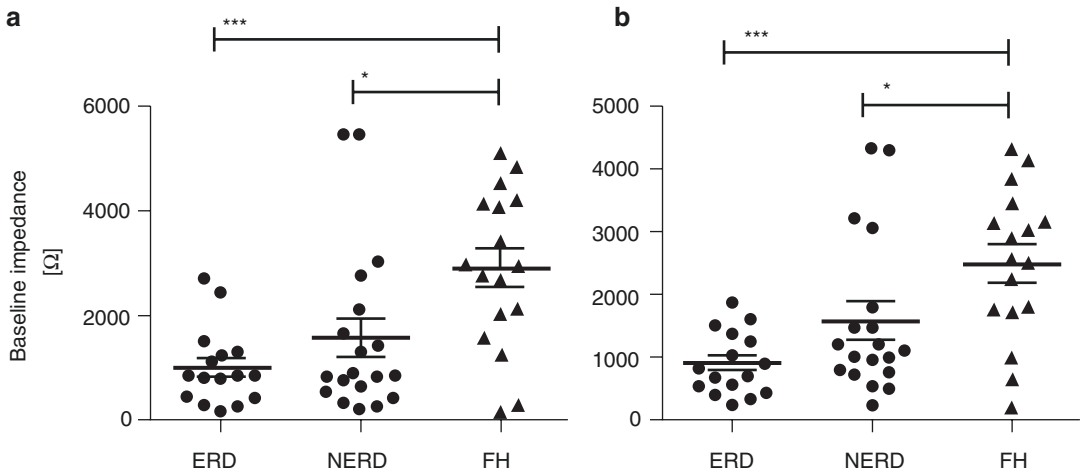 a
***
*
6000
4000
2000
0
Baseline impedance
[Ω]
ERD NERD FH
b
***
*
5000
4000
3000
2000
1000
0
ERD NERD FH